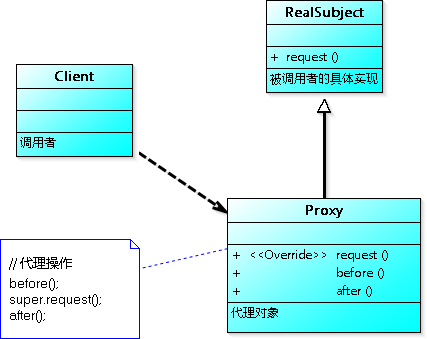 RealSubject
+ request ()
被调用者的具体实现
Client
调用者
Proxy
+ <<Override>> request ()
+ before ()
+ after ()
代理对象
// 代理操作
before();
super.request();
after();